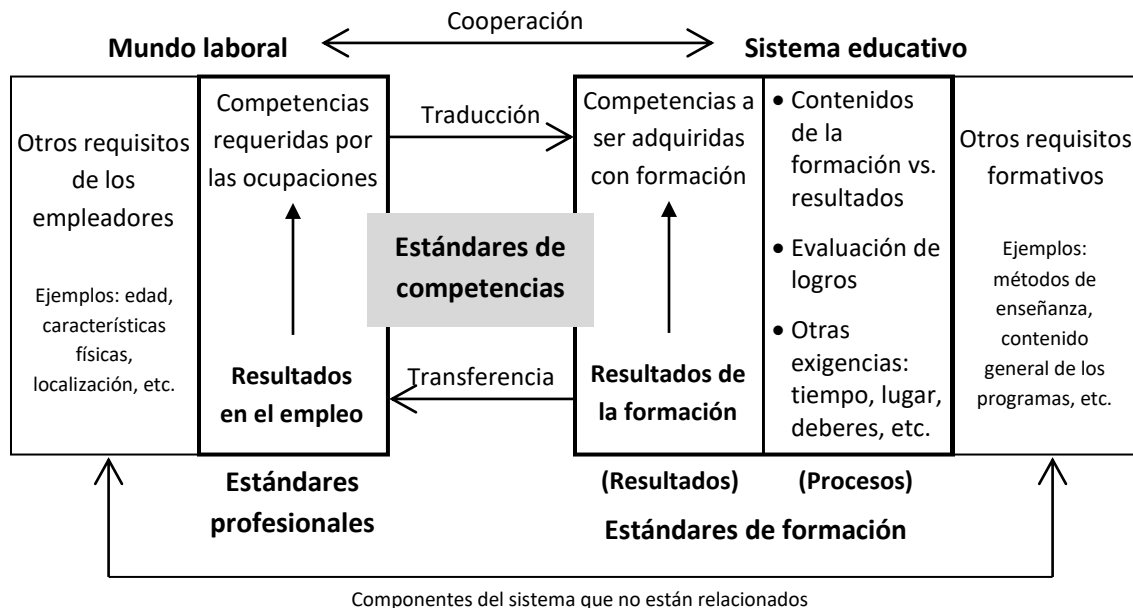 Cooperación
Mundo laboral
Sistema educativo
Otros requisitos
de los
empleadores
Ejemplos: edad,
características
físicas,
localización, etc.
Competencias
requeridas por
las ocupaciones
Resultados
en el empleo
Traducción
Estándares de
competencias
Transferencia
Competencias a
ser adquiridas
con formación
Resultados de
la formación
• Contenidos
de la
formación vs.
resultados
• Evaluación de
logros
• Otras
exigencias:
tiempo, lugar,
deberes, etc.
Otros requisitos
formativos
Ejemplos:
métodos de
enseñanza,
contenido
general de los
programas, etc.
Estándares
profesionales
(Resultados)
(Procesos)
Estándares de formación
Componentes del sistema que no están relacionados